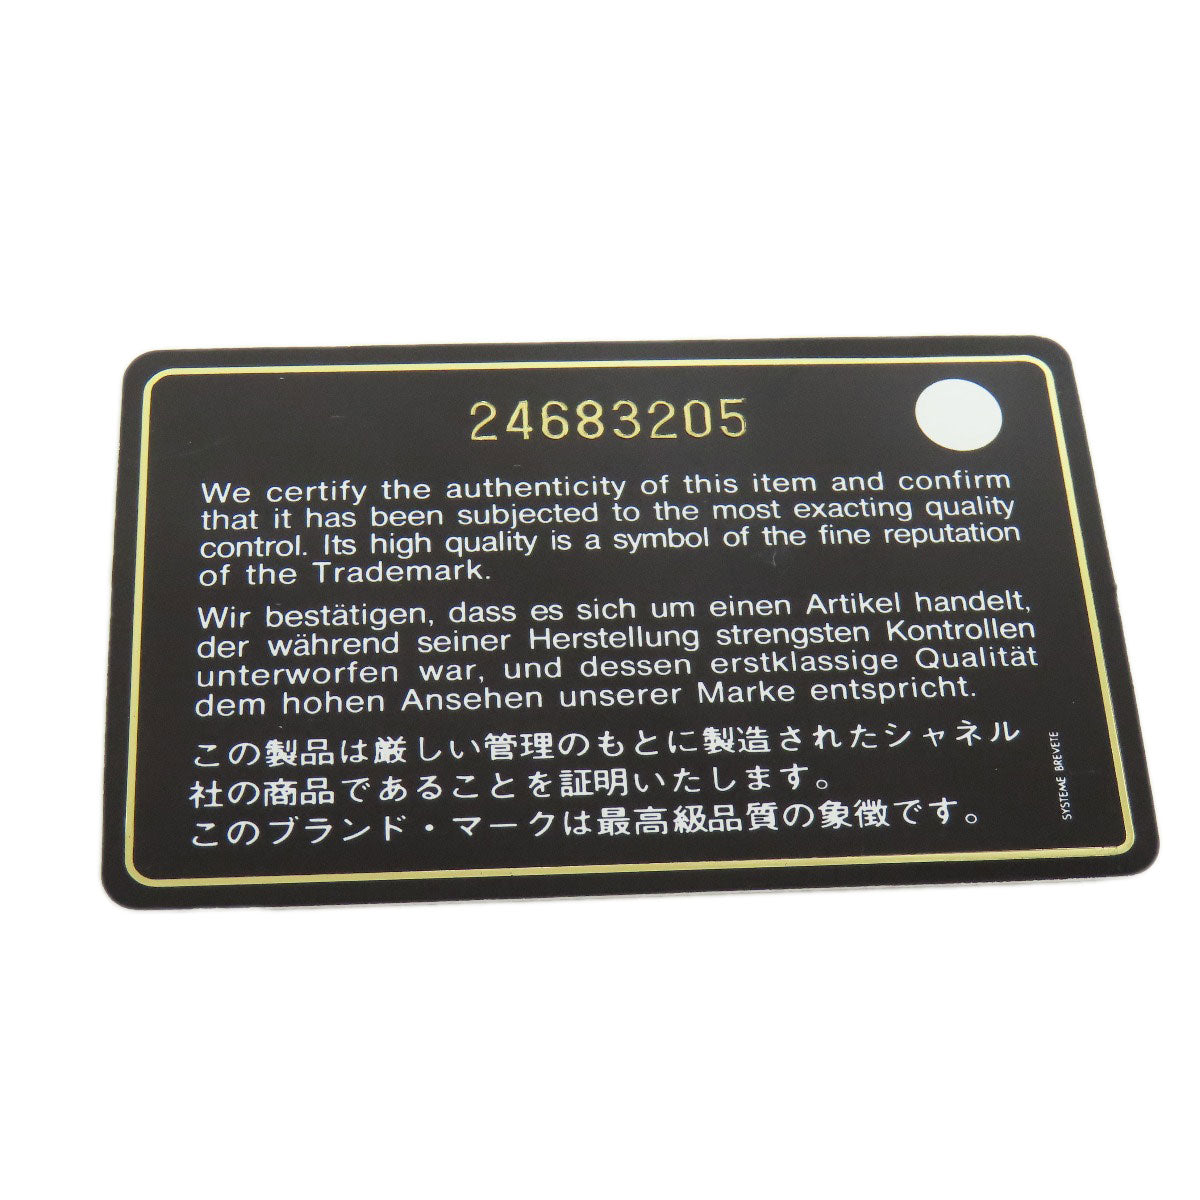 24683205
We certify the authenticity of this item and confirm
that it has been subjected to the most exacting quality
control. Its high quality is a symbol of the fine reputation
of the Trademark.
Wir bestätigen, dass es sich um einen Artikel handelt,
der während seiner Herstellung strengsten Kontrollen
unterworfen war, und dessen erstklassige Qualität
dem hohen Ansehen unserer Marke entspricht.
この製品は厳しい管理のもとに製造されたシャネル
社の商品であることを証明いたします。
このブランド・マークは最高級品質の象徴です。
SYSTEME BREVETE